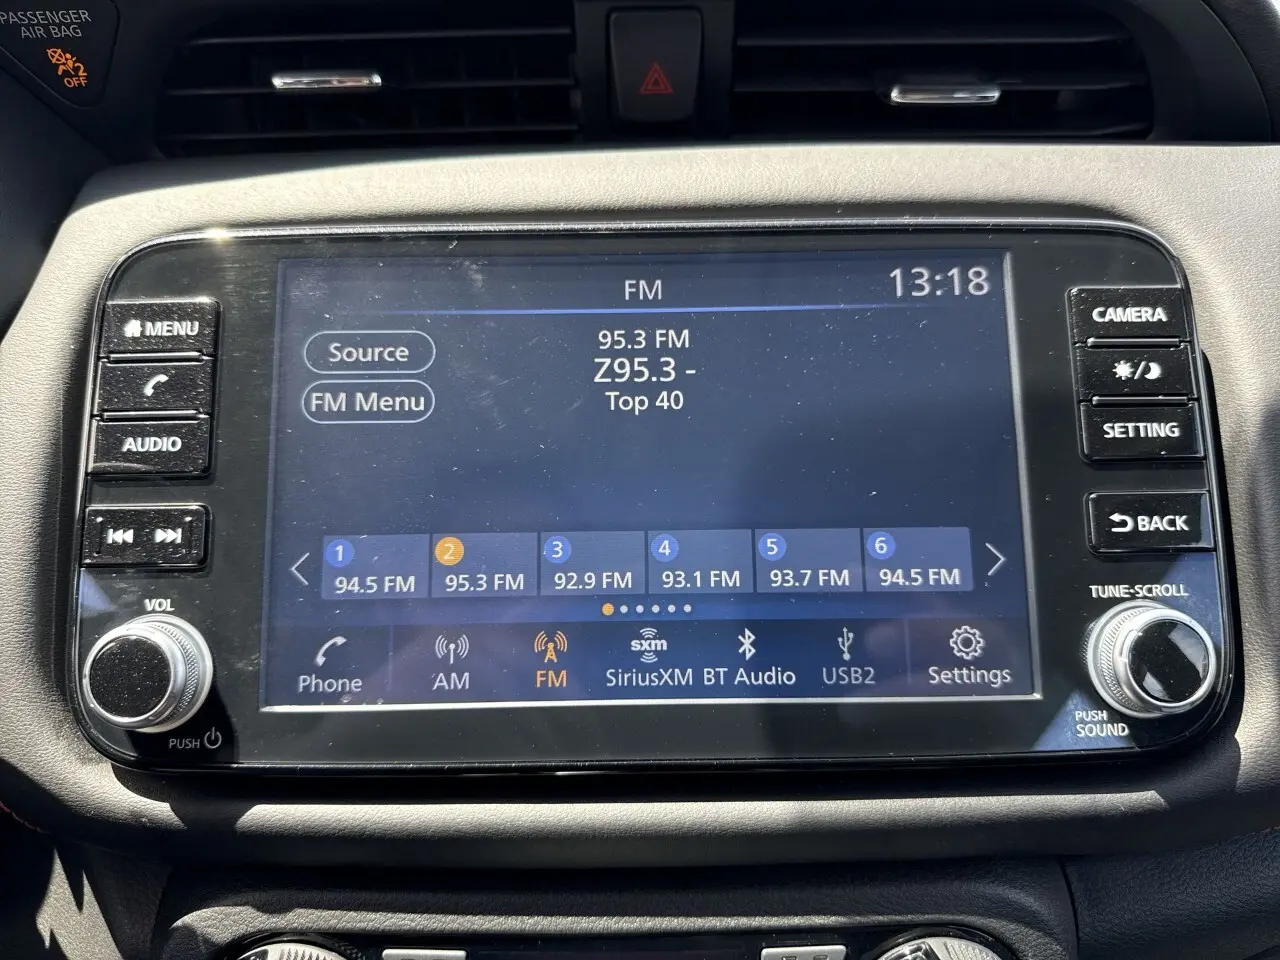 PASSENGER
AIR BAG
2
OFF
FM
13:18
MENU
AUDIO
VOL
PUSH
Source
FM Menu
95.3 FM
Z95.3 -
Top 40
1
94.5 FM
2
95.3 FM
3
92.9 FM
4
93.1 FM
5
93.7 FM
6
94.5 FM
Phone
AM
FM
sxm
SiriusXM
BT Audio
USB2
Settings
CAMERA
SETTING
BACK
TUNE•SCROLL
PUSH
SOUND